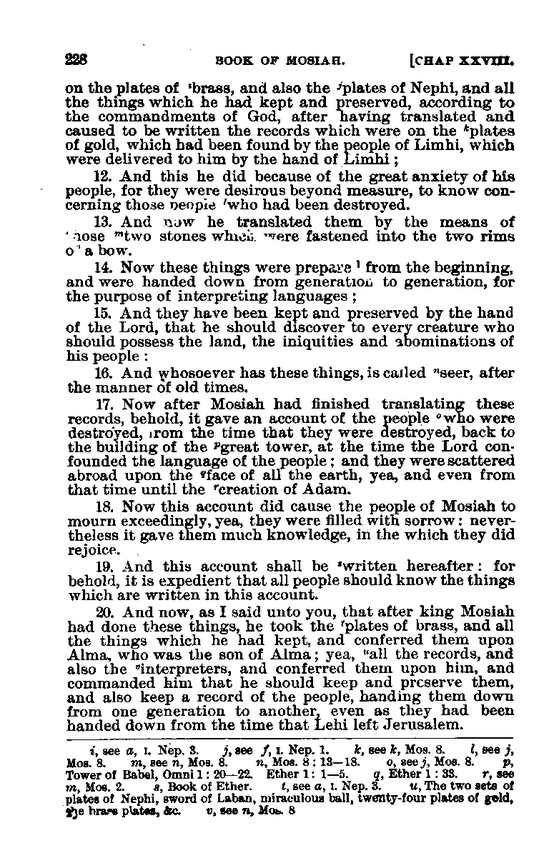 228 BOOK OF MOSIAH. [CHAP XXVIII.
on the plates of ⁱbrass, and also the ʲplates of Nephi, and all
the things which he had kept and preserved, according to
the commandments of God, after having translated and
caused to be written the records which were on the ᵏplates
of gold, which had been found by the people of Limhi, which
were delivered to him by the hand of Limhi;
12. And this he did because of the great anxiety of his
people, for they were desirous beyond measure, to know con-
cerning those people ˡwho had been destroyed.
13. And now he translated them by the means of
those ᵐtwo stones which were fastened into the two rims
of a bow.
14. Now these things were prepared from the beginning,
and were handed down from generation to generation, for
the purpose of interpreting languages;
15. And they have been kept and preserved by the hand
of the Lord, that he should discover to every creature who
should possess the land, the iniquities and abominations of
his people:
16. And whosoever has these things, is called ⁿseer, after
the manner of old times.
17. Now after Mosiah had finished translating these
records, behold, it gave an account of the people ᵒwho were
destroyed, from the time that they were destroyed, back to
the building of the ᵖgreat tower, at the time the Lord con-
founded the language of the people; and they were scattered
abroad upon the qface of all the earth, yea, and even from
that time until the ʳcreation of Adam.
18. Now this account did cause the people of Mosiah to
mourn exceedingly, yea, they were filled with sorrow: never-
theless it gave them much knowledge, in the which they did
rejoice.
19. And this account shall be ˢwritten hereafter: for
behold, it is expedient that all people should know the things
which are written in this account.
20. And now, as I said unto you, that after king Mosiah
had done these things, he took the ᵗplates of brass, and all
the things which he had kept, and conferred them upon
Alma, who was the son of Alma; yea, ᵘall the records, and
also the ᵛinterpreters, and conferred them upon him, and
commanded him that he should keep and preserve them,
and also keep a record of the people, handing them down
from one generation to another, even as they had been
handed down from the time that Lehi left Jerusalem.
i, see a, I. Nep. 3. j, see f, I. Nep. 1. k, see k, Mos. 8. l, see j,
Mos. 8. m, see n, Mos. 8. n, Mos. 8:13—18. o, see j, Mos. 8. p,
Tower of Babel, Omni 1:20—22. Ether 1:1—5. q, Ether 1:33. r, see
m, Mos. 2. s, Book of Ether. t, see a, I. Nep. 3. u, The two sets of
plates of Nephi, sword of Laban, miraculous ball, twenty-four plates of gold,
the brass plates, &c. v, see n, Mos. 8